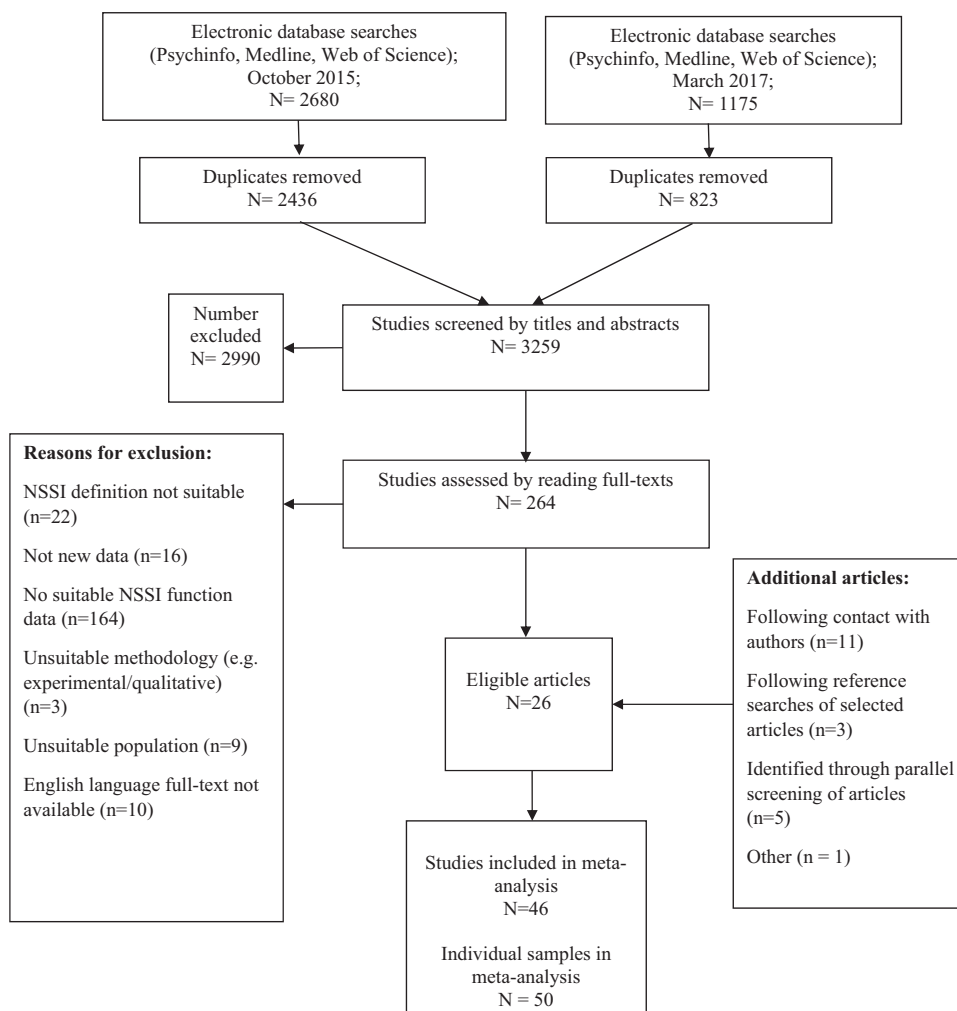 Electronic database searches
(Psychinfo, Medline, Web of Science);
October 2015;
N= 2680
Electronic database searches
(Psychinfo, Medline, Web of Science);
March 2017;
N= 1175
Duplicates removed
N= 2436
Duplicates removed
N= 823
Number
excluded
N= 2990
Studies screened by titles and abstracts
N= 3259
Reasons for exclusion:
NSSI definition not suitable
(n=22)
Not new data (n=16)
No suitable NSSI function
data (n=164)
Unsuitable methodology (e.g.
experimental/qualitative)
(n=3)
Unsuitable population (n=9)
English language full-text not
available (n=10)
Studies assessed by reading full-texts
N= 264
Eligible articles
N=26
Additional articles:
Following contact with
authors (n=11)
Following reference
searches of selected
articles (n=3)
Identified through parallel
screening of articles
(n=5)
Other (n = 1)
Studies included in meta-
analysis
N=46
Individual samples in
meta-analysis
N = 50